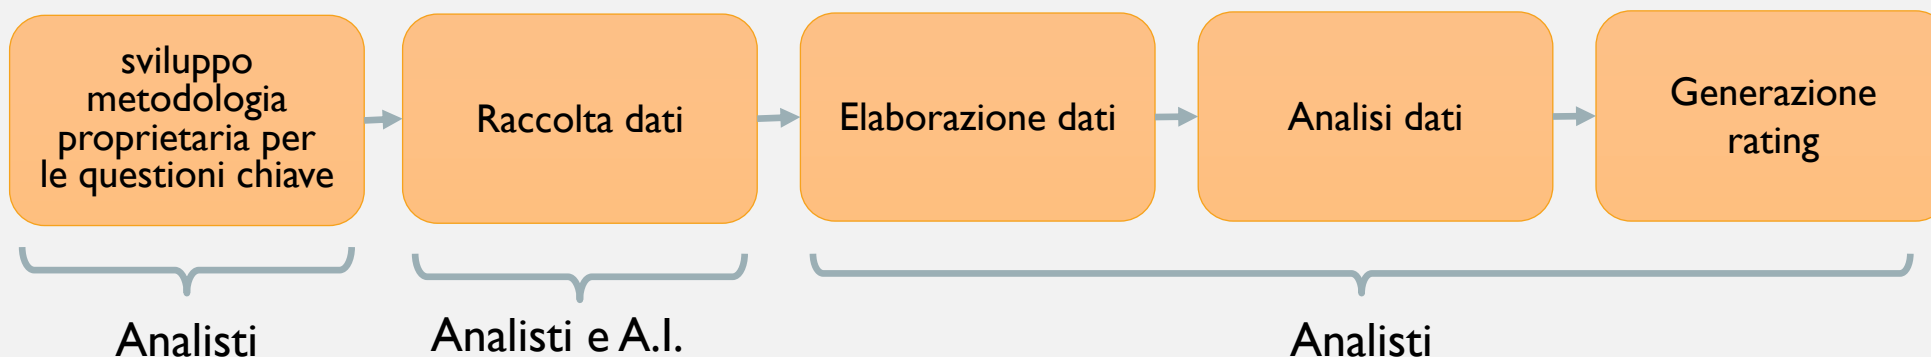 sviluppo
metodologia
proprietaria per
le questioni chiave
Raccolta dati
Elaborazione dati
Analisi dati
Generazione
rating
Analisti
Analisti e A.I.
Analisti